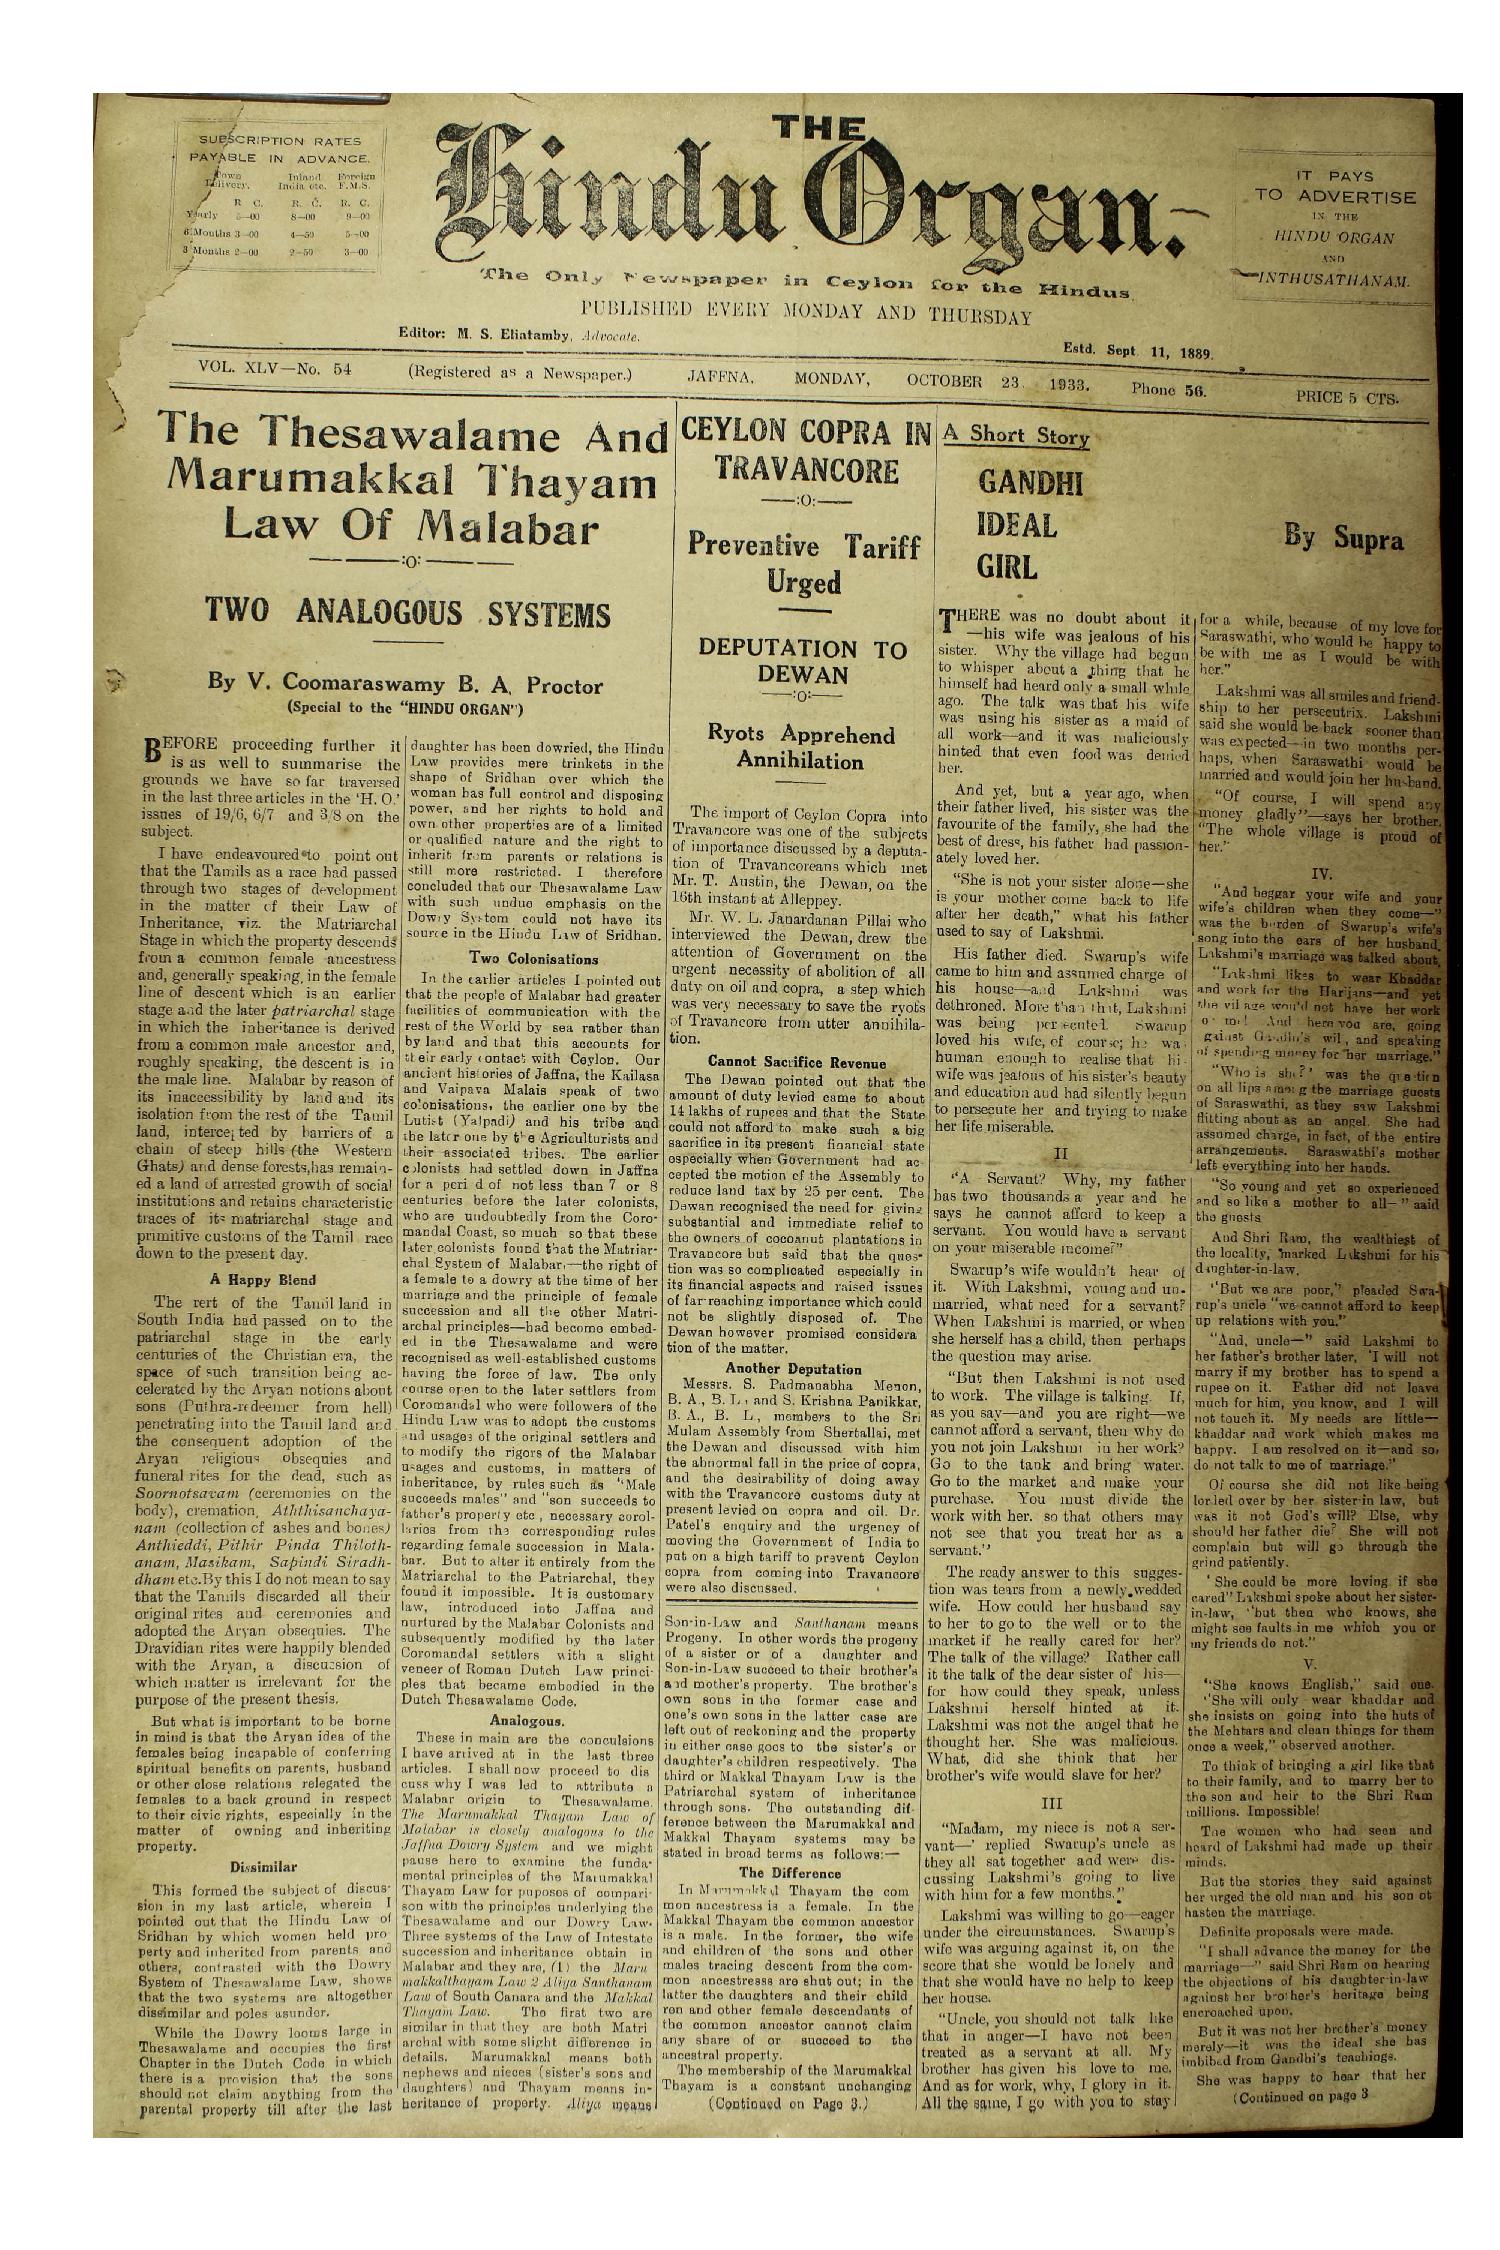 SUBSCRIPTION RATES
PAYABLE IN ADVANCE.
Town Inland Foreign
Delivery. India etc. F.M.S.
R C. R. C. R. C.
Yearly 5—00 8—00 9—00
6 Months 3—00 4—50 5—00
3 Months 2—00 2—50 3—00
THE
Hindu Organ.
The Only Newspaper in Ceylon for the Hindus
PUBLISHED EVERY MONDAY AND THURSDAY
Editor: M. S. Eliatamby, Advocate.
Estd. Sept 11, 1889.
IT PAYS
TO ADVERTISE
IN THE
HINDU ORGAN
AND
INTHUSATHANAM.
VOL. XLV—No. 54 (Registered as a Newspaper.) JAFFNA, MONDAY, OCTOBER 23. 1933. Phone 56. PRICE 5 CTS.
The Thesawalame And
Marumakkal Thayam
Law Of Malabar
—:o:—
TWO ANALOGOUS SYSTEMS
By V. Coomaraswamy B. A. Proctor
(Special to the "HINDU ORGAN")
BEFORE proceeding further it
is as well to summarise the
grounds we have so far traversed
in the last three articles in the 'H. O.'
issues of 19/6, 6/7 and 3/8 on the
subject.
I have endeavoured to point out
that the Tamils as a race had passed
through two stages of development
in the matter of their Law of
Inheritance, viz. the Matriarchal
Stage in which the property descends
from a common female ancestress
and, generally speaking, in the female
line of descent which is an earlier
stage and the later patriarchal stage
in which the inheritance is derived
from a common male ancestor and,
roughly speaking, the descent is in
the male line. Malabar by reason of
its inaccessibility by land and its
isolation from the rest of the Tamil
land, intercepted by barriers of a
chain of steep hills (the Western
Ghats) and dense forests, has remain-
ed a land of arrested growth of social
institutions and retains characteristic
traces of its matriarchal stage and
primitive customs of the Tamil race
down to the present day.
A Happy Blend
The rert of the Tamil land in
South India had passed on to the
patriarchal stage in the early
centuries of the Christian era, the
space of such transition being ac-
celerated by the Aryan notions about
sons (Puthra-redeemer from hell)
penetrating into the Tamil land and
the consequent adoption of the
Aryan religious obsequies and
funeral rites for the dead, such as
Soornotsavam (ceremonies on the
body), cremation, Aththisanchaya-
nam (collection of ashes and bones)
Anthieddi, Pithir Pinda Thiloth-
anam, Masikam, Sapindi Siradh-
dham etc. By this I do not mean to say
that the Tamils discarded all their
original rites and ceremonies and
adopted the Aryan obsequies. The
Dravidian rites were happily blended
with the Aryan, a discussion of
which matter is irrelevant for the
purpose of the present thesis.
But what is important to be borne
in mind is that the Aryan idea of the
females being incapable of conferring
spiritual benefits on parents, husband
or other close relations relegated the
females to a back ground in respect
to their civic rights, especially in the
matter of owning and inheriting
property.
Dissimilar
This formed the subject of discus-
sion in my last article, wherein I
pointed out that the Hindu Law of
Sridhan by which women held pro
perty and inherited from parents and
others, contrasted with the Dowry
System of Thesawalame Law, shows
that the two systems are altogether
dissimilar and poles asunder.
While the Dowry looms large in
Thesawalame and occupies the first
Chapter in the Dutch Code in which
there is a provision that the sons
should not claim anything from the
parental property till after the last
daughter has been dowried, the Hindu
Law provides mere trinkets in the
shape of Sridhan over which the
woman has full control and disposing
power, and her rights to hold and
own other properties are of a limited
or qualified nature and the right to
inherit from parents or relations is
still more restricted. I therefore
concluded that our Thesawalame Law
with such undue emphasis on the
Dowry System could not have its
source in the Hindu Law of Sridhan.
Two Colonisations
In the earlier articles I pointed out
that the people of Malabar had greater
facilities of communication with the
rest of the World by sea rather than
by land and that this accounts for
their early contact with Ceylon. Our
ancient histories of Jaffna, the Kailasa
and Vaipava Malais speak of two
colonisations, the earlier one by the
Lutist (Yalpadi) and his tribe and
the later one by the Agriculturists and
their associated tribes. The earlier
colonists had settled down in Jaffna
for a period of not less than 7 or 8
centuries before the later colonists,
who are undoubtedly from the Coro-
mandal Coast, so much so that these
later colonists found that the Matriar-
chal System of Malabar,—the right of
a female to a dowry at the time of her
marriage and the principle of female
succession and all the other Matri-
archal principles—had become embed-
ed in the Thesawalame and were
recognised as well-established customs
having the force of law. The only
course open to the later settlers from
Coromandal who were followers of the
Hindu Law was to adopt the customs
and usages of the original settlers and
to modify the rigors of the Malabar
usages and customs, in matters of
inheritance, by rules such as "Male
succeeds males" and "son succeeds to
father's property etc, necessary corol-
laries from the corresponding rules
regarding female succession in Mala-
bar. But to alter it entirely from the
Matriarchal to the Patriarchal, they
found it impossible. It is customary
law, introduced into Jaffna and
nurtured by the Malabar Colonists and
subsequently modified by the later
Coromandal settlers with a slight
veneer of Roman Dutch Law princi-
ples that became embodied in the
Dutch Thesawalame Code.
Analogous.
These in main are the conculsions
I have arrived at in the last three
articles. I shall now proceed to dis
cuss why I was led to attribute a
Malabar origin to Thesawalame.
The Marumakkal Thayam Law of
Malabar is closely analogous to the
Jaffna Dowry System and we might
pause here to examine the funda-
mental principles of the Marumakkal
Thayam Law for puposes of compari-
son with the principles underlying the
Thesawalame and our Dowry Law.
Three systems of the Law of Intestate
succession and inheritance obtain in
Malabar and they are, (1) the Maru
makkalthayam Law 2 Aliya Santhanam
Law of South Canara and the Makkal
Thayam Law. The first two are
similar in that they are both Matri
archal with some slight difference in
details. Marumakkal means both
nephews and nieces (sister's sons and
daughters) and Thayam means in-
heritance of property. Aliya means
CEYLON COPRA IN
TRAVANCORE
—:o:—
Preventive Tariff
Urged
DEPUTATION TO
DEWAN
—:o:—
Ryots Apprehend
Annihilation
The import of Ceylon Copra into
Travancore was one of the subjects
of importance discussed by a deputa-
tion of Travancoreans which met
Mr. T. Austin, the Dewan, on the
16th instant at Alleppey.
Mr. W. L. Janardanan Pillai who
interviewed the Dewan, drew the
attention of Government on the
urgent necessity of abolition of all
duty on oil and copra, a step which
was very necessary to save the ryots
of Travancore from utter annihila-
tion.
Cannot Sacrifice Revenue
The Dewan pointed out that the
amount of duty levied came to about
14 lakhs of rupees and that the State
could not afford to make such a big
sacrifice in its present financial state
especially when Government had ac-
cepted the motion of the Assembly to
reduce land tax by 25 per cent. The
Dewan recognised the need for giving
substantial and immediate relief to
the owners of cocoanut plantations in
Travancore but said that the ques-
tion was so complicated especially in
its financial aspects and raised issues
of far-reaching importance which could
not be slightly disposed of. The
Dewan however promised considera
tion of the matter.
Another Deputation
Messrs. S. Padmanabha Menon,
B. A., B. L, and S. Krishna Panikkar,
B. A., B. L., members to the Sri
Mulam Assembly from Shertallai, met
the Dewan and discussed with him
the abnormal fall in the price of copra,
and the desirability of doing away
with the Travancore customs duty at
present levied on copra and oil. Dr.
Patel's enquiry and the urgency of
moving the Government of India to
put on a high tariff to prevent Ceylon
copra from coming into Travancore
were also discussed.
Son-in-Law and Santhanam means
Progeny. In other words the progeny
of a sister or of a daughter and
Son-in-Law succeed to their brother's
and mother's property. The brother's
own sons in the former case and
one's own sons in the latter case are
left out of reckoning and the property
in either case goes to the sister's or
daughter's children respectively. The
third or Makkal Thayam Law is the
Patriarchal system of inheritance
through sons. The outstanding dif-
ference between the Marumakkal and
Makkal Thayam systems may be
stated in broad terms as follows:—
The Difference
In Marumakkal Thayam the com
mon ancestress is a female. In the
Makkal Thayam the common ancestor
is a male. In the former, the wife
and children of the sons and other
males tracing descent from the com-
mon ancestresss are shut out; in the
latter the daughters and their child
ren and other female descendants of
the common ancestor cannot claim
any share of or succeed to the
ancestral property.
The membership of the Marumakkal
Thayam is a constant unchanging
(Continued on Page 3.)
A Short Story
GANDHI
IDEAL
GIRL
By Supra
THERE was no doubt about it
—his wife was jealous of his
sister. Why the village had begun
to whisper about a thing that he
himself had heard only a small while
ago. The talk was that his wife
was using his sister as a maid of
all work—and it was maliciously
hinted that even food was denied
her.
And yet, but a year ago, when
their father lived, his sister was the
favourite of the family, she had the
best of dress, his father had passion-
ately loved her.
"She is not your sister alone—she
is your mother come back to life
after her death," what his father
used to say of Lakshmi.
His father died. Swarup's wife
came to him and assumed charge of
his house—and Lakshmi was
dethroned. More than that, Lakshmi
was being persecuted. Swarup
loved his wife, of course; he was
human enough to realise that his
wife was jealous of his sister's beauty
and education and had silently begun
to persecute her and trying to make
her life miserable.
II
"A Servant? Why, my father
has two thousands a year and he
says he cannot afford to keep a
servant. You would have a servant
on your miserable income?"
Swarup's wife wouldn't hear of
it. With Lakshmi, young and un-
married, what need for a servant?
When Lakshmi is married, or when
she herself has a child, then perhaps
the question may arise.
"But then Lakshmi is not used
to work. The village is talking. If,
as you say—and you are right—we
cannot afford a servant, then why do
you not join Lakshmi in her work?
Go to the tank and bring water.
Go to the market and make your
purchase. You must divide the
work with her. so that others may
not see that you treat her as a
servant."
The ready answer to this sugges-
tion was tears from a newly wedded
wife. How could her husband say
to her to go to the well or to the
market if he really cared for her?
The talk of the village? Rather call
it the talk of the dear sister of his—
for how could they speak, unless
Lakshmi herself hinted at it.
Lakshmi was not the angel that he
thought her. She was malicious.
What, did she think that her
brother's wife would slave for her?
III
"Madam, my niece is not a ser-
vant—' replied Swarup's uncle as
they all sat together and were dis-
cussing Lakshmi's going to live
with him for a few months."
Lakshmi was willing to go—eager
under the circumstances. Swarup's
wife was arguing against it, on the
score that she would be lonely and
that she would have no help to keep
her house.
"Uncle, you should not talk like
that in anger—I have not been
treated as a servant at all. My
brother has given his love to me.
And as for work, why, I glory in it.
All the same, I go with you to stay
for a while, because of my love for
Saraswathi, who would be happy to
be with me as I would be with
her."
Lakshmi was all smiles and friend-
ship to her persecutrix. Lakshmi
said she would be back sooner than
was expected—in two months per-
haps, when Saraswathi would be
married and would join her husband.
"Of course, I will spend any
money gladly"—says her brother.
"The whole village is proud of
her."
IV.
"And beggar your wife and your
wife's children when they come—"
was the burden of Swarup's wife's
song into the ears of her husband.
Lakshmi's marriage was talked about,
"Lakshmi likes to wear Khaddar
and work for the Harijans—and yet
the village would not have her work
And here you are, going
against Gandhi's will, and speaking
of spending money for her marriage."
"Who is she?' was the question
on all lips among the marriage guests
of Saraswathi, as they saw Lakshmi
flitting about as an angel. She had
assumed charge, in fact, of the entire
arrangements. Saraswathi's mother
left everything into her hands.
"So young and yet so experienced
and so like a mother to all—" said
the guests
And Shri Ram, the wealthiest of
the locality, marked Lakshmi for his
daughter-in-law.
"But we are poor," pleaded Swa-
rup's uncle "we cannot afford to keep
up relations with you."
"And, uncle—" said Lakshmi to
her father's brother later, 'I will not
marry if my brother has to spend a
rupee on it. Father did not leave
much for him, you know, and I will
not touch it. My needs are little—
khaddar and work which makes me
happy. I am resolved on it—and so,
do not talk to me of marriage."
Of course she did not like being
lorded over by her sister-in law, but
was it not God's will? Else, why
should her father die? She will not
complain but will go through the
grind patiently.
'She could be more loving if she
cared" Lakshmi spoke about her sister-
in-law, "but then who knows, she
might see faults in me which you or
my friends do not."
V.
"She knows English," said one.
"She will only wear khaddar and
she insists on going into the huts of
the Mehtars and clean things for them
once a week," observed another.
To think of bringing a girl like that
to their family, and to marry her to
the son and heir to the Shri Ram
millions. Impossible!
The women who had seen and
heard of Lakshmi had made up their
minds.
But the stories they said against
her urged the old man and his son ot
hasten the marriage.
Definite proposals were made.
"I shall advance the money for the
marriage—" said Shri Ram on hearing
the objections of his daughter-in-law
against her brother's heritage being
encroached upon.
But it was not her brother's money
merely—it was the ideal she has
imbibed from Gandhi's teachings.
She was happy to hear that her
(Continued on page 3